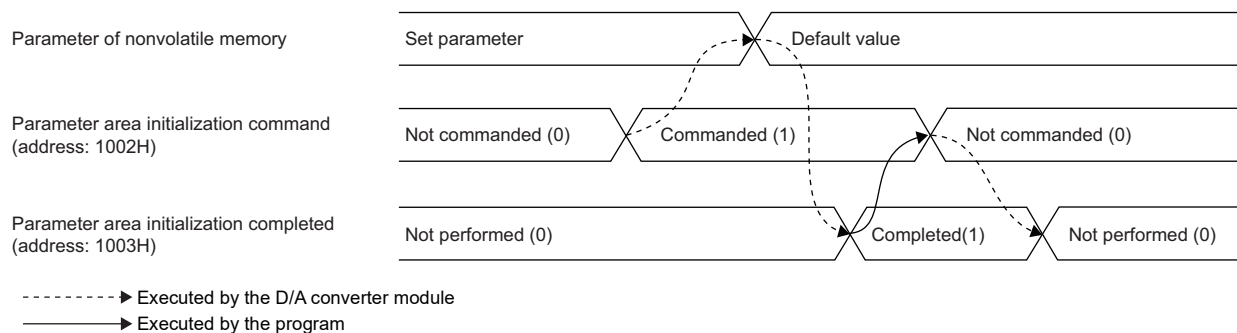 Parameter of nonvolatile memory
Set parameter
Default value
Parameter area initialization command
(address: 1002H)
Not commanded (0)
Commanded (1)
Not commanded (0)
Parameter area initialization completed
(address: 1003H)
Not performed (0)
Completed(1)
Not performed (0)
Executed by the D/A converter module
Executed by the program